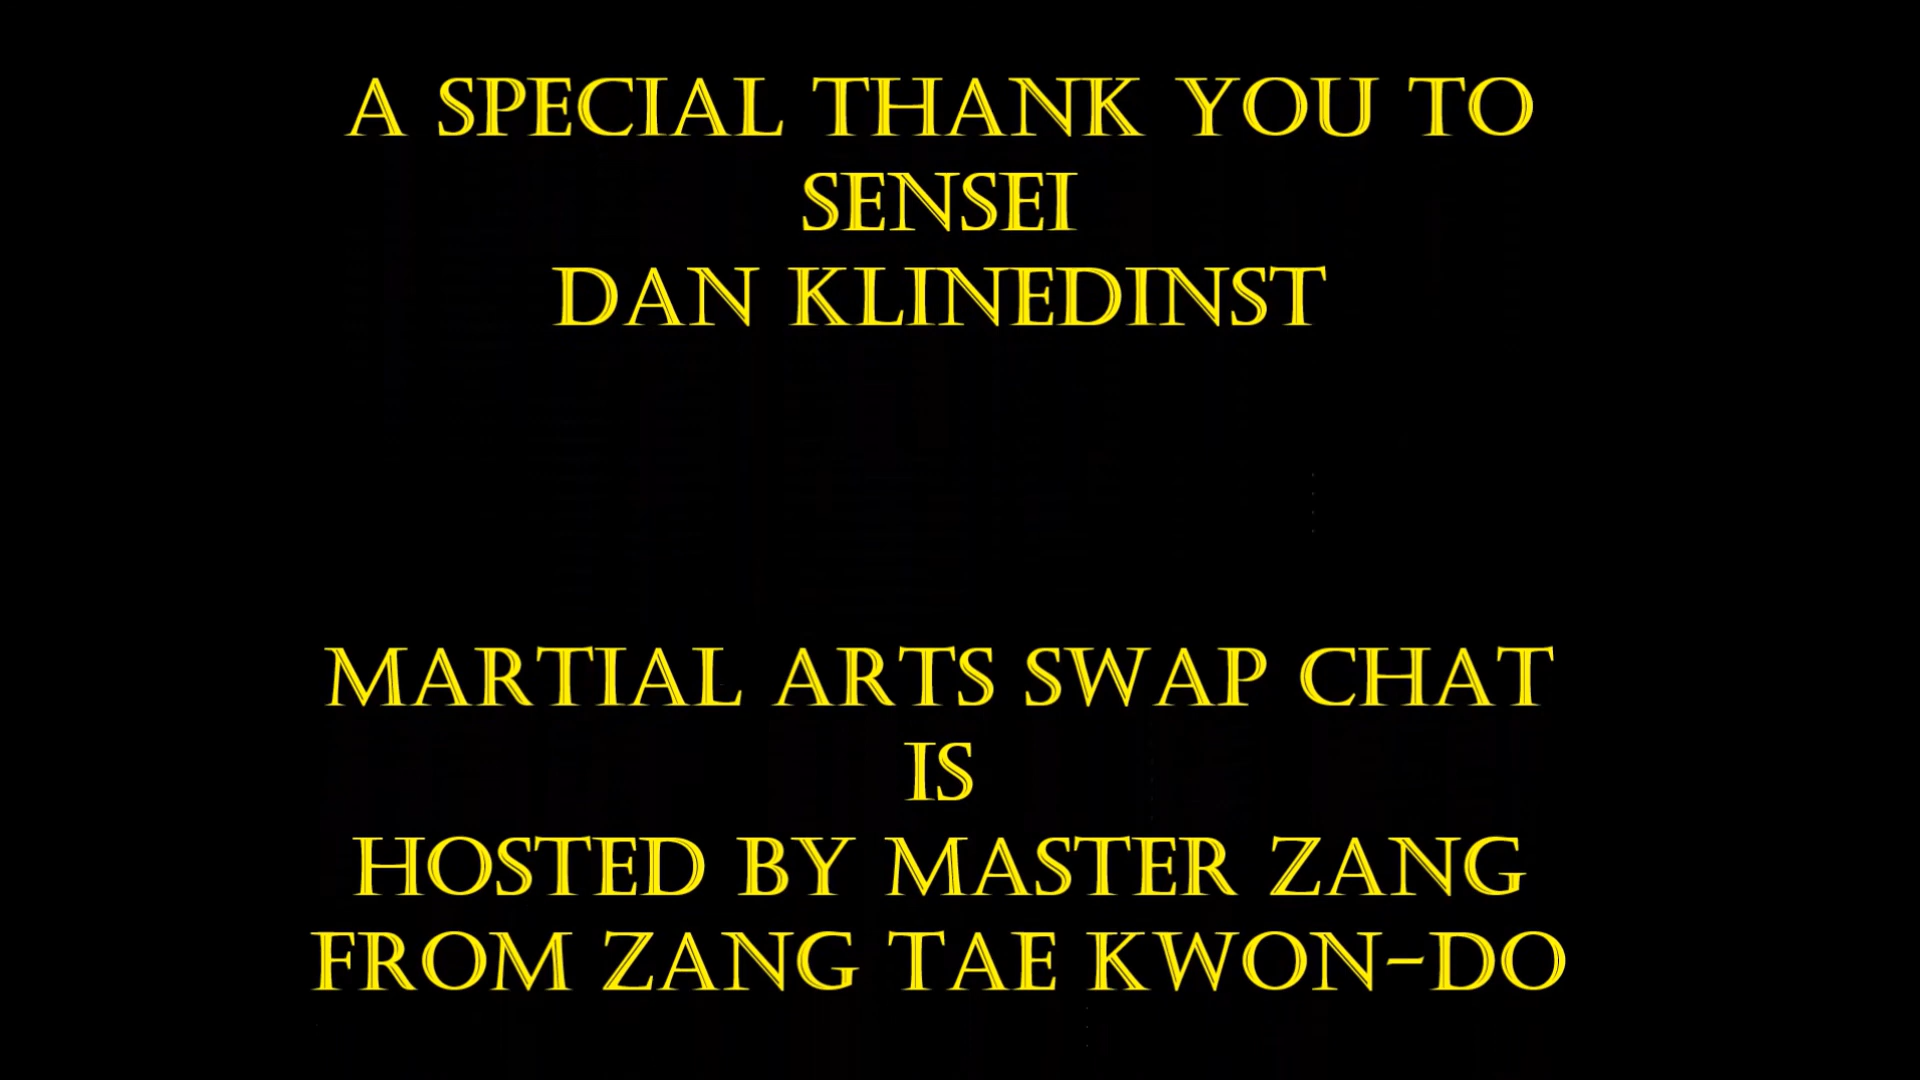 A SPECIAL THANK YOU TO
SENSEI
DAN KLINEDINST
MARTIAL ARTS SWAP CHAT
IS
HOSTED BY MASTER ZANG
FROM ZANG TAE KWON-DO